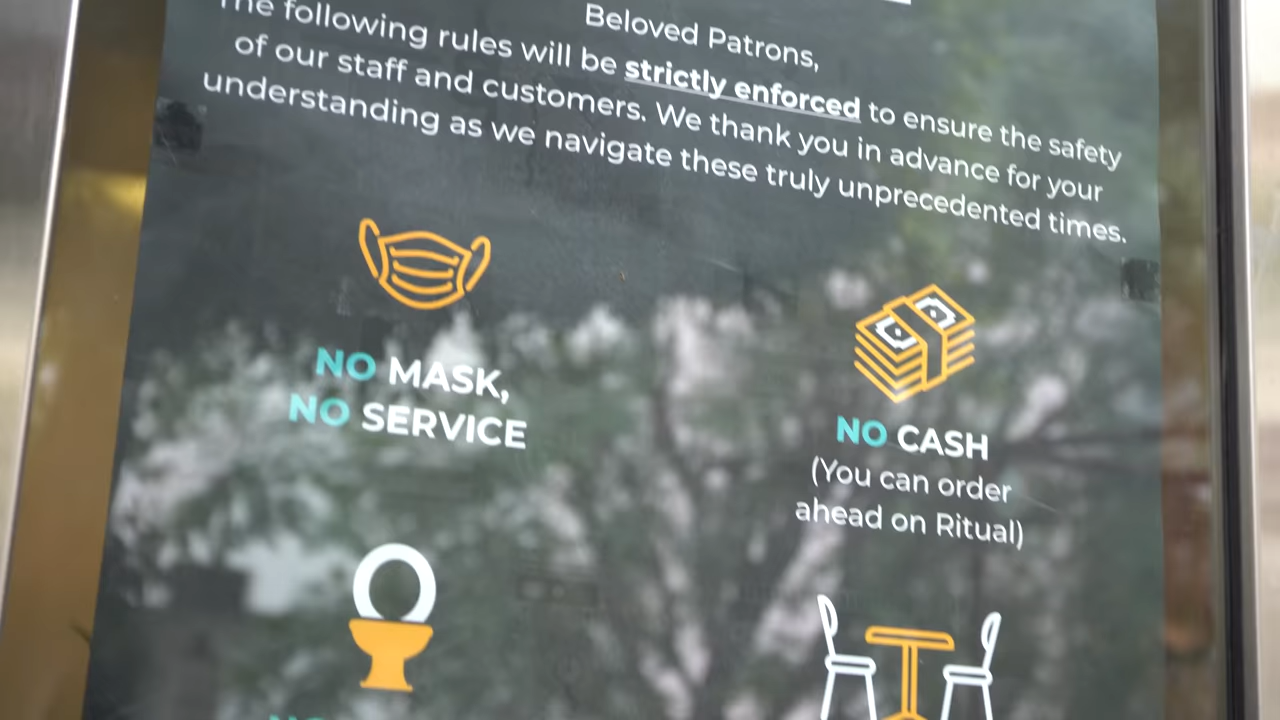 Beloved Patrons,
The following rules will be strictly enforced to ensure the safety
of our staff and customers. We thank you in advance for your
understanding as we navigate these truly unprecedented times.
NO MASK,
NO SERVICE
NO CASH
(You can order
ahead on Ritual)
NO